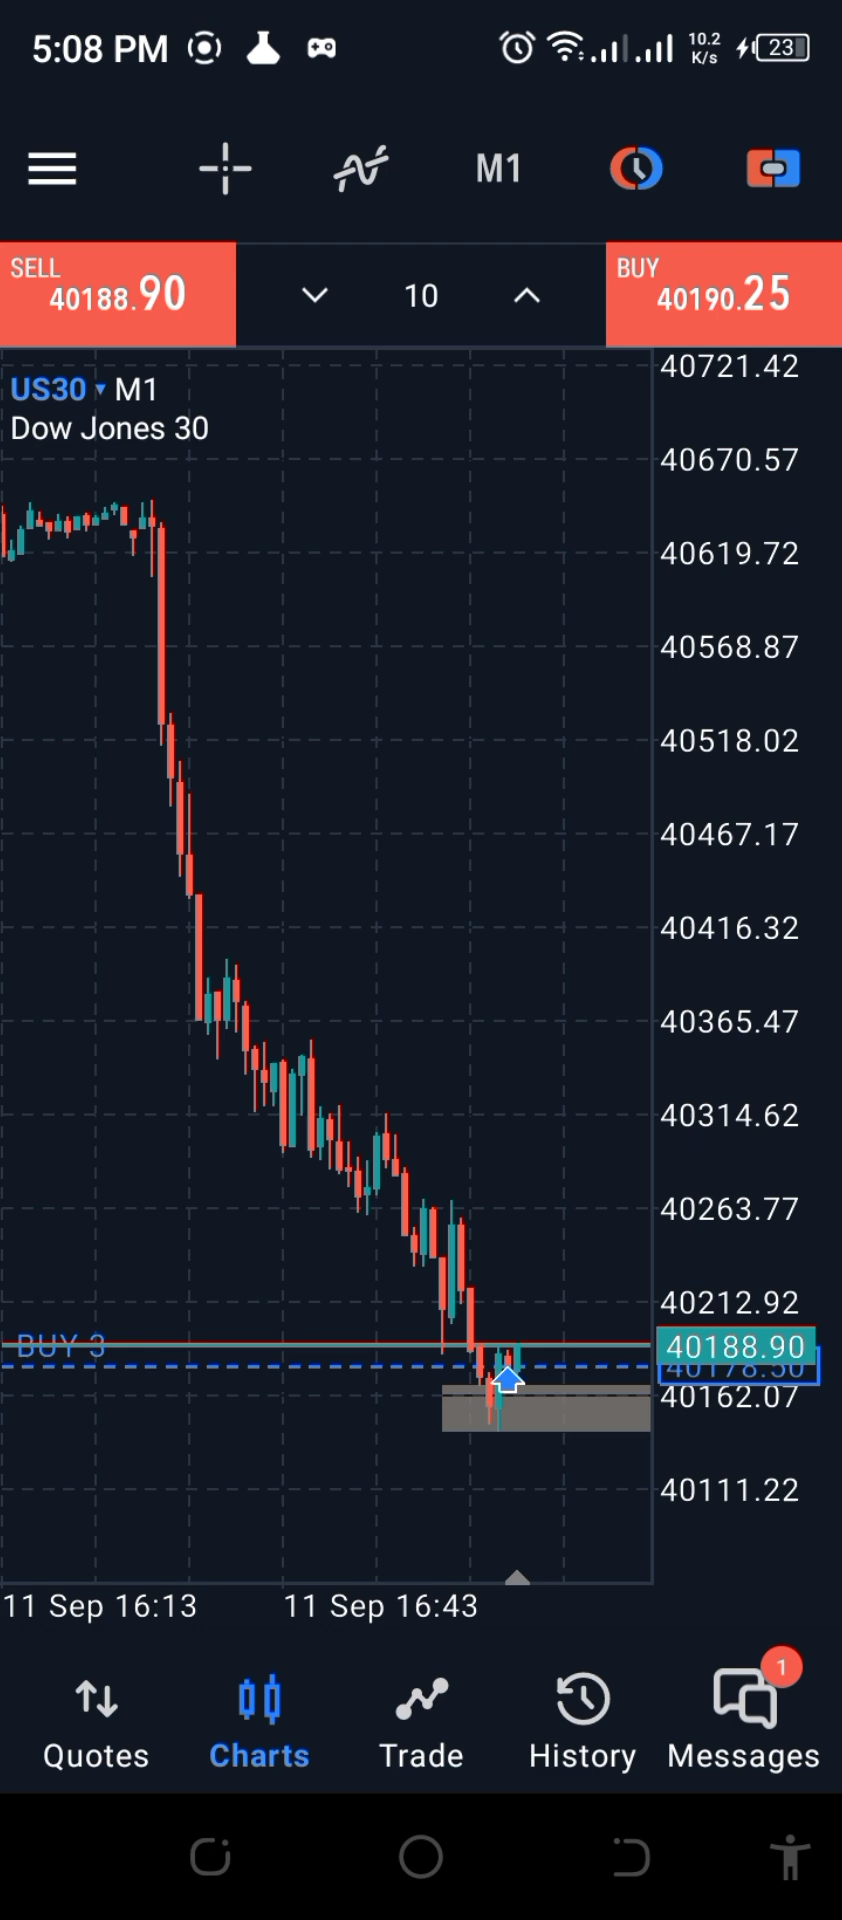 5:08 PM
10.2
K/s
23
M1
SELL
40188.90
10
BUY
40190.25
US30 M1
Dow Jones 30
40721.42
40670.57
40619.72
40568.87
40518.02
40467.17
40416.32
40365.47
40314.62
40263.77
40212.92
BUY 3
40188.90
40178.50
40162.07
40111.22
11 Sep 16:13
11 Sep 16:43
1
Quotes
Charts
Trade
History
Messages